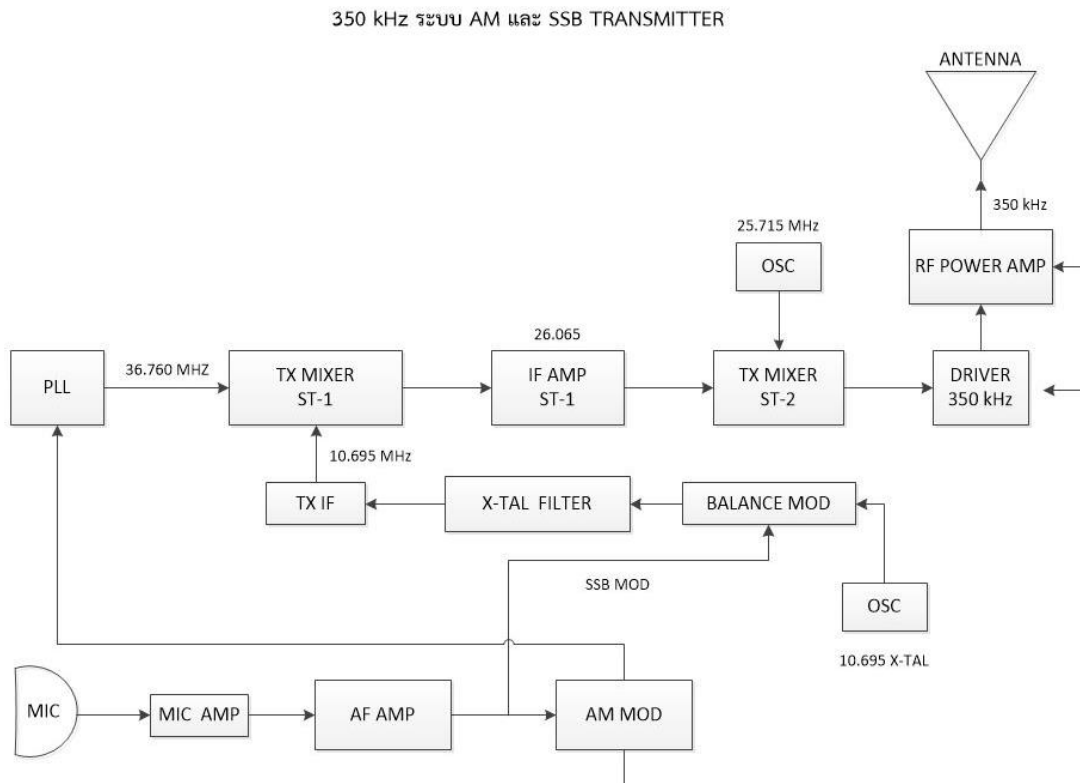 350 kHz ระบบ AM และ SSB TRANSMITTER
ANTENNA
350 kHz
25.715 MHz
OSC
RF POWER AMP
26.065
PLL
36.760 MHZ
TX MIXER
ST-1
IF AMP
ST-1
TX MIXER
ST-2
DRIVER
350 kHz
10.695 MHz
TX IF
X-TAL FILTER
BALANCE MOD
SSB MOD
OSC
10.695 X-TAL
MIC
MIC AMP
AF AMP
AM MOD